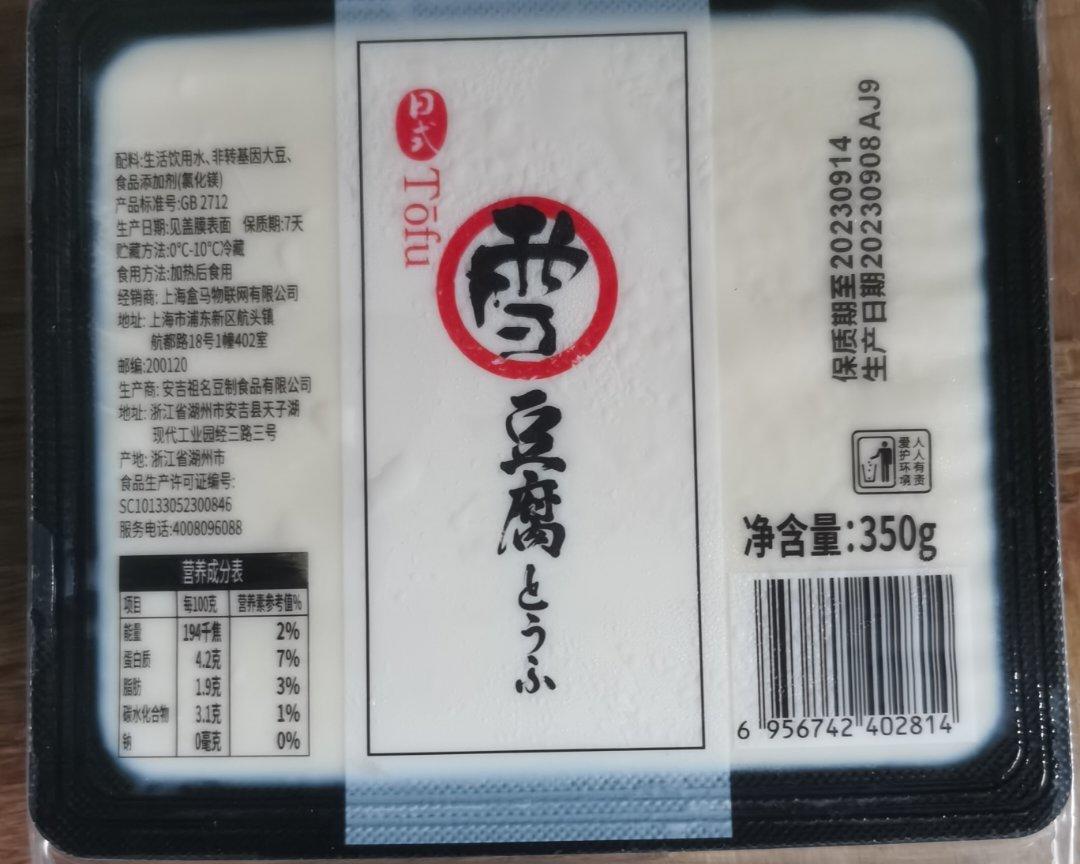 配料:生活饮用水、非转基因大豆、
食品添加剂(氯化镁)
产品标准号:GB 2712
生产日期:见盖膜表面 保质期:7天
贮藏方法:0°C-10°C冷藏
食用方法:加热后食用
经销商: 上海盒马物联网有限公司
地址: 上海市浦东新区航头镇
航都路18号1幢402室
邮编:200120
生产商: 安吉祖名豆制食品有限公司
地址: 浙江省湖州市安吉县天子湖
现代工业园经三路三号
产地: 浙江省湖州市
食品生产许可证编号:
SC10133052300846
服务电话:4008096088
营养成分表
项目 每100克 营养素参考值%
能量 194千焦 2%
蛋白质 4.2克 7%
脂肪 1.9克 3%
碳水化合物 3.1克 1%
钠 0毫克 0%
日式
Tōfu
雪
豆腐とうふ
保质期至20230914
生产日期20230908AJ9
人人有责
爱护环境
净含量:350g
6 956742 402814